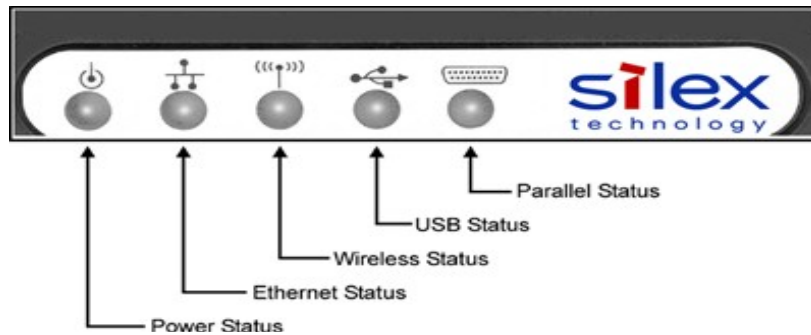 silex
technology
Parallel Status
USB Status
Wireless Status
Ethernet Status
Power Status